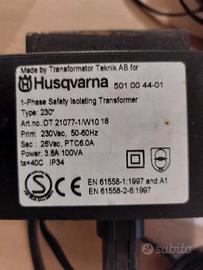 Made by Transformator Teknik AB for
Husqvarna 501 00 44-01
1-Phase Safety Isolating Transformer
Type: 230*
Art.no.: DT 21077-1/W10 18
Prim: 230Vac, 50-60Hz
Sec: 26Vac, PTC6.0A
Power: 3.8A 100VA
ta=40C IP34
S
CE
EN 61558-1:1997 and A1
EN 61558-2-6:1997
subito